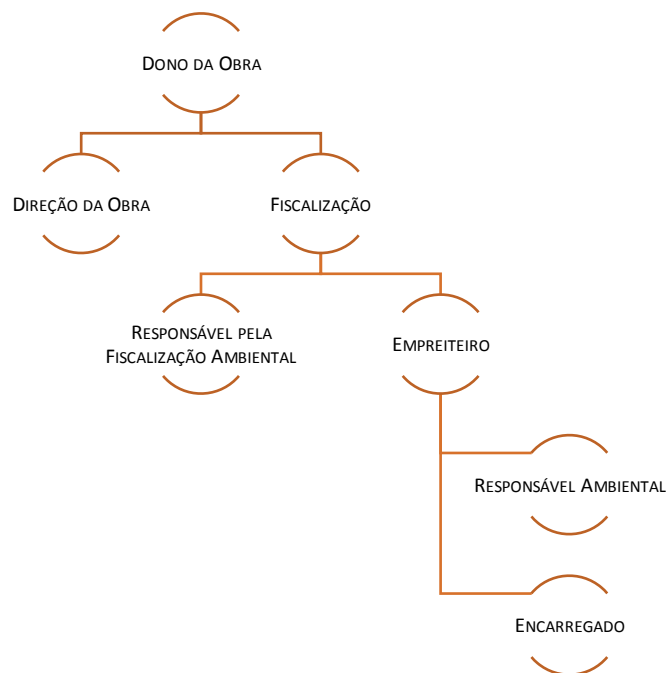 Dono da Obra
Direção da Obra
Fiscalização
Responsável pela
Fiscalização Ambiental
Empreiteiro
Responsável Ambiental
Encarregado